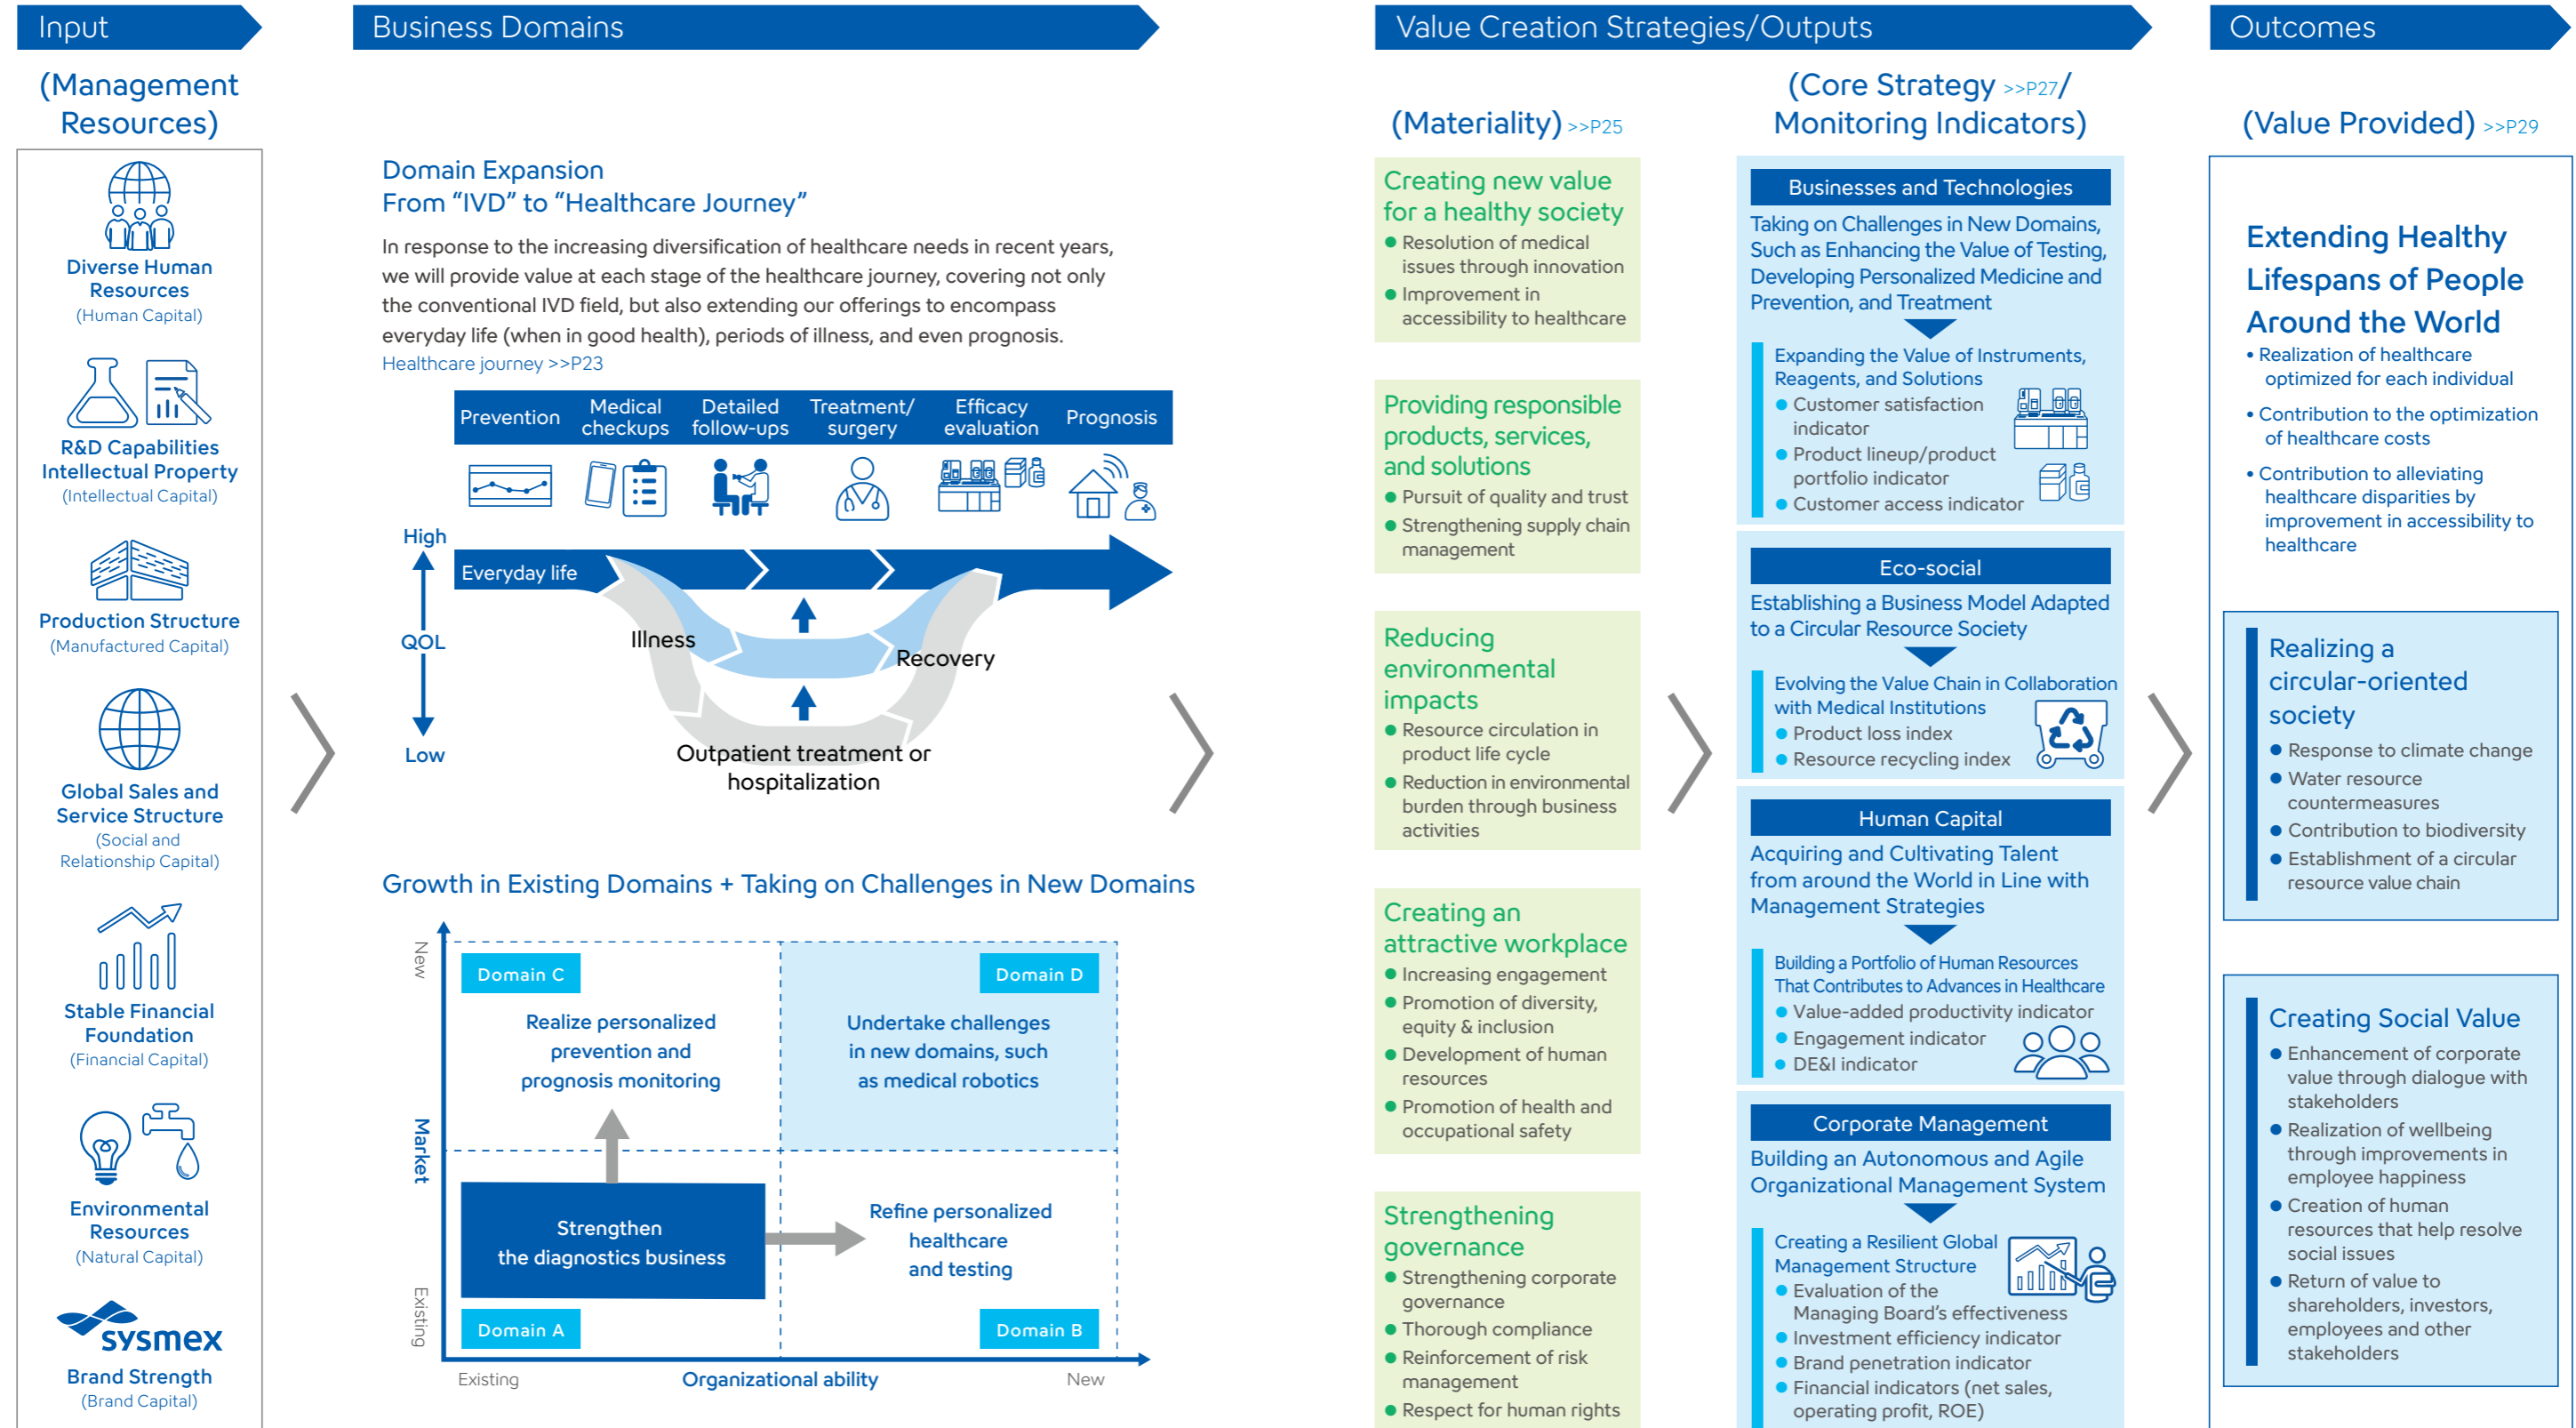 Input
(Management
Resources)
Diverse Human
Resources
(Human Capital)
R&D Capabilities
Intellectual Property
(Intellectual Capital)
Production Structure
(Manufactured Capital)
Global Sales and
Service Structure
(Social and
Relationship Capital)
Stable Financial
Foundation
(Financial Capital)
Environmental
Resources
(Natural Capital)
sysmex
Brand Strength
(Brand Capital)
Business Domains
Domain Expansion
From “IVD” to “Healthcare Journey”
In response to the increasing diversification of healthcare needs in recent years,
we will provide value at each stage of the healthcare journey, covering not only
the conventional IVD field, but also extending our offerings to encompass
everyday life (when in good health), periods of illness, and even prognosis.
Healthcare journey >>P23
Prevention
Medical
checkups
Detailed
follow-ups
Treatment/
surgery
Efficacy
evaluation
Prognosis
High
QOL
Low
Everyday life
Illness
Recovery
Outpatient treatment or
hospitalization
Growth in Existing Domains + Taking on Challenges in New Domains
New
Market
Existing
Domain C
Realize personalized
prevention and
prognosis monitoring
Domain D
Undertake challenges
in new domains, such
as medical robotics
Strengthen
the diagnostics business
Domain A
Refine personalized
healthcare
and testing
Domain B
Existing
Organizational ability
New
Value Creation Strategies/Outputs
(Materiality) >>P25
Creating new value
for a healthy society
● Resolution of medical
issues through innovation
● Improvement in
accessibility to healthcare
Providing responsible
products, services,
and solutions
● Pursuit of quality and trust
● Strengthening supply chain
management
Reducing
environmental
impacts
● Resource circulation in
product life cycle
● Reduction in environmental
burden through business
activities
Creating an
attractive workplace
● Increasing engagement
● Promotion of diversity,
equity & inclusion
● Development of human
resources
● Promotion of health and
occupational safety
Strengthening
governance
● Strengthening corporate
governance
● Thorough compliance
● Reinforcement of risk
management
● Respect for human rights
(Core Strategy >>P27/
Monitoring Indicators)
Businesses and Technologies
Taking on Challenges in New Domains,
Such as Enhancing the Value of Testing,
Developing Personalized Medicine and
Prevention, and Treatment
Expanding the Value of Instruments,
Reagents, and Solutions
● Customer satisfaction
indicator
● Product lineup/product
portfolio indicator
● Customer access indicator
Eco-social
Establishing a Business Model Adapted
to a Circular Resource Society
Evolving the Value Chain in Collaboration
with Medical Institutions
● Product loss index
● Resource recycling index
Human Capital
Acquiring and Cultivating Talent
from around the World in Line with
Management Strategies
Building a Portfolio of Human Resources
That Contributes to Advances in Healthcare
● Value-added productivity indicator
● Engagement indicator
● DE&I indicator
Corporate Management
Building an Autonomous and Agile
Organizational Management System
Creating a Resilient Global
Management Structure
● Evaluation of the
Managing Board’s effectiveness
● Investment efficiency indicator
● Brand penetration indicator
● Financial indicators (net sales,
operating profit, ROE)
Outcomes
(Value Provided) >>P29
Extending Healthy
Lifespans of People
Around the World
• Realization of healthcare
optimized for each individual
• Contribution to the optimization
of healthcare costs
• Contribution to alleviating
healthcare disparities by
improvement in accessibility to
healthcare
Realizing a
circular-oriented
society
● Response to climate change
● Water resource
countermeasures
● Contribution to biodiversity
● Establishment of a circular
resource value chain
Creating Social Value
● Enhancement of corporate
value through dialogue with
stakeholders
● Realization of wellbeing
through improvements in
employee happiness
● Creation of human
resources that help resolve
social issues
● Return of value to
shareholders, investors,
employees and other
stakeholders